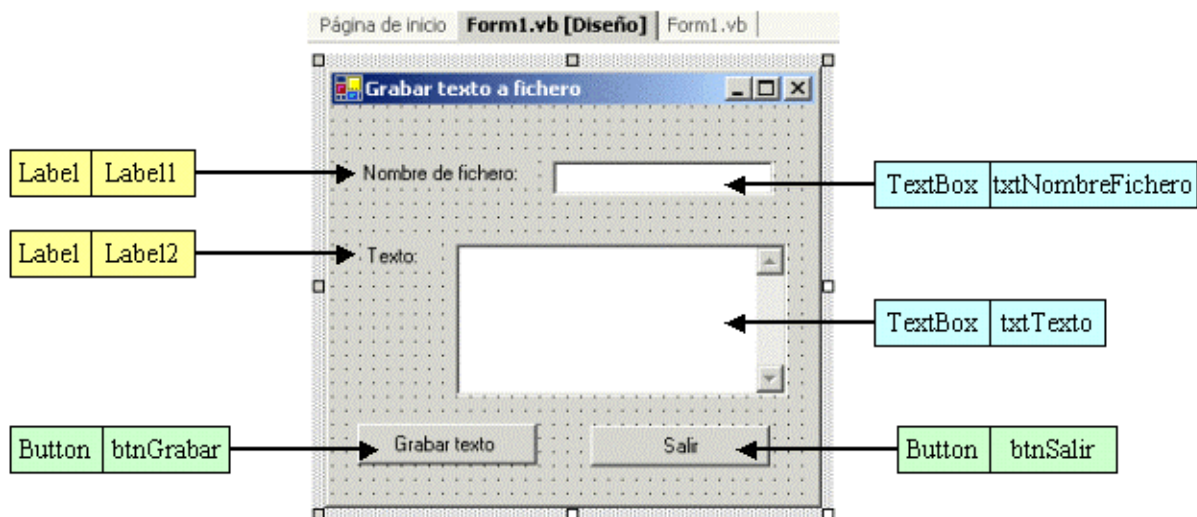 Página de inicio Form1.vb [Diseño] Form1.vb
Grabar texto a fichero
Label Label1
Nombre de fichero:
TextBox txtNombreFichero
Label Label2
Texto:
TextBox txtTexto
Button btnGrabar
Grabar texto
Salir
Button btnSalir